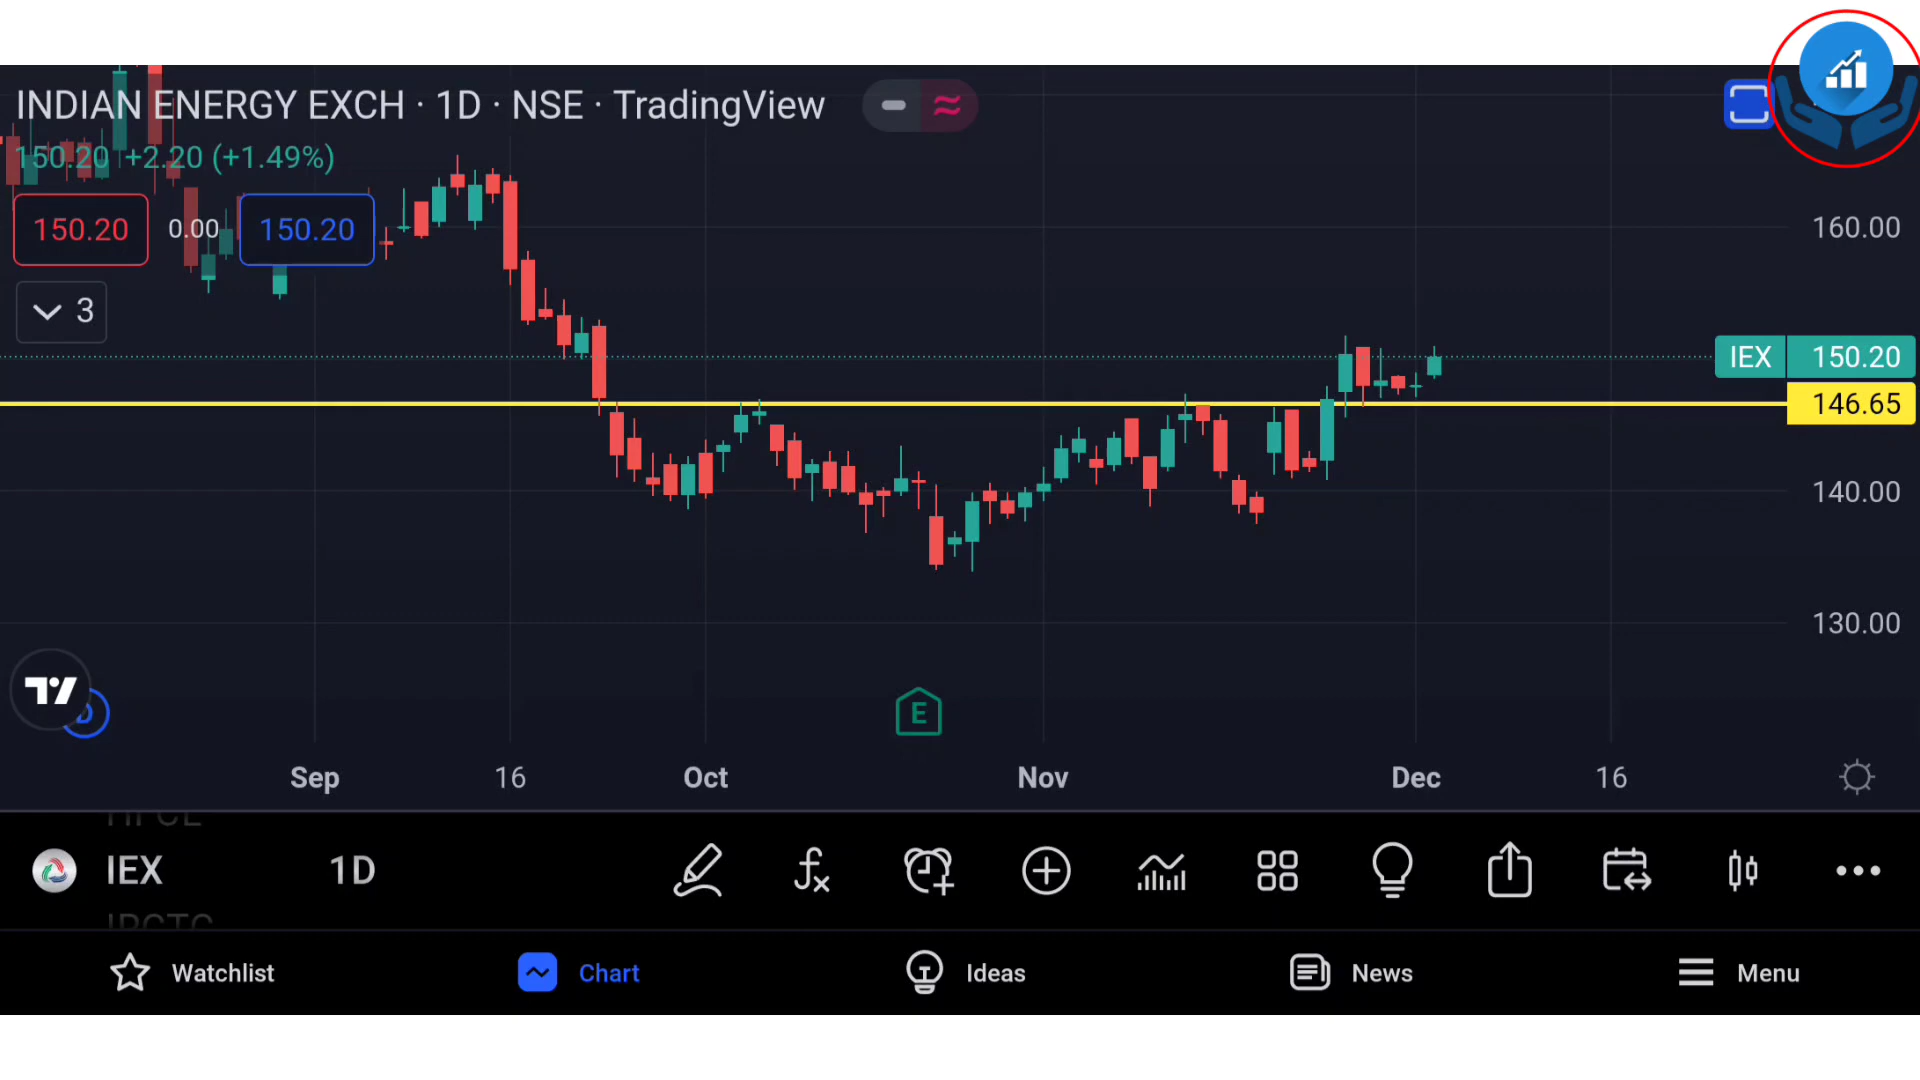 INDIAN ENERGY EXCH · 1D · NSE · TradingView
150.20 +2.20 (+1.49%)
150.20 0.00 150.20
3
160.00
IEX 150.20
146.65
140.00
130.00
D
E
Sep 16 Oct Nov Dec 16
IEX 1D
Watchlist Chart Ideas News Menu